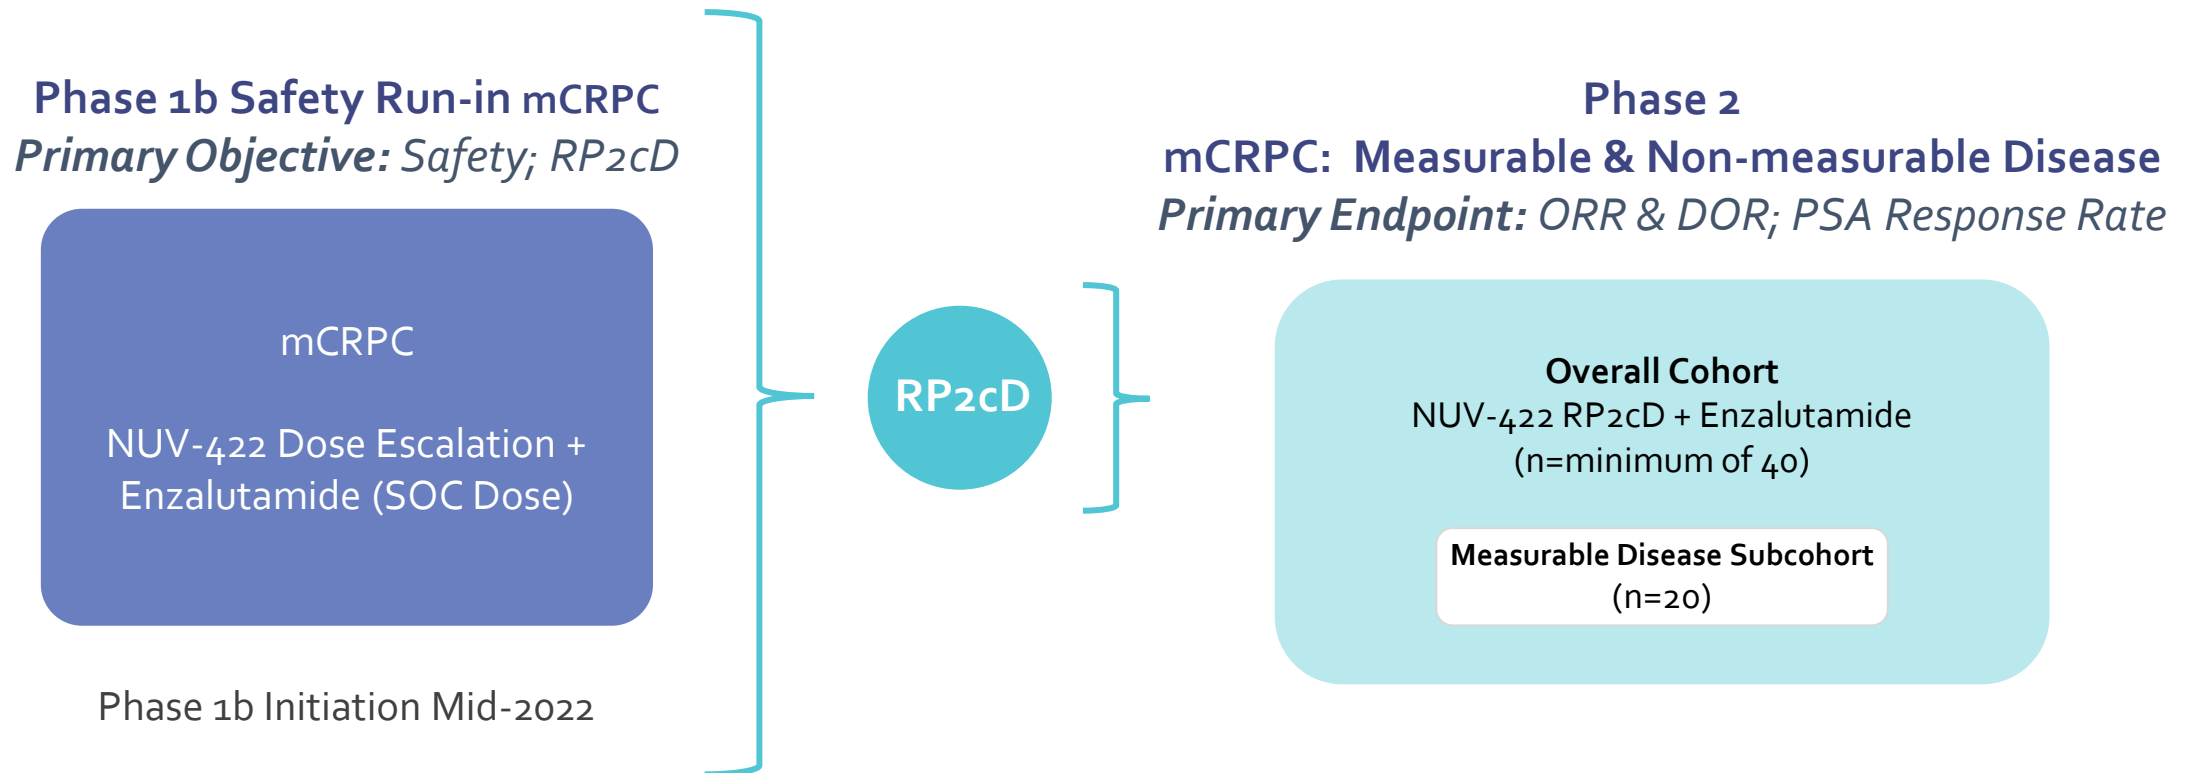 Phase 1b Safety Run-in mCRPC
Primary Objective: Safety; RP2cD
mCRPC
NUV-422 Dose Escalation +
Enzalutamide (SOC Dose)
Phase 1b Initiation Mid-2022
RP2cD
Phase 2
mCRPC: Measurable & Non-measurable Disease
Primary Endpoint: ORR & DOR; PSA Response Rate
Overall Cohort
NUV-422 RP2cD + Enzalutamide
(n=minimum of 40)
Measurable Disease Subcohort
(n=20)